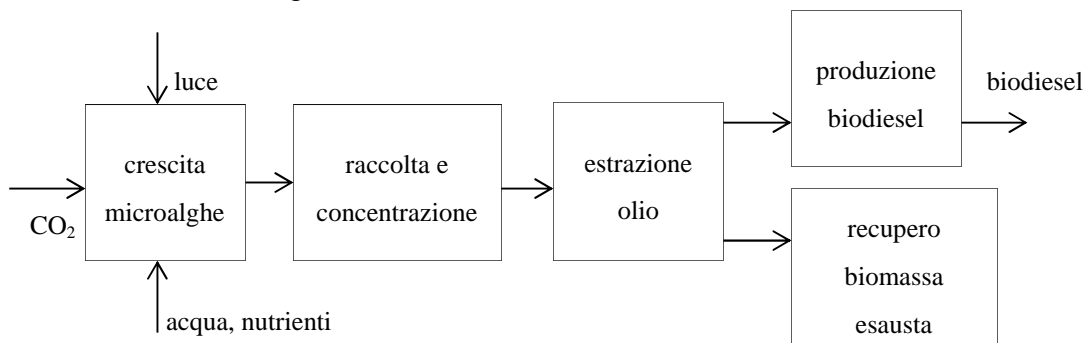 luce
crescita
microalghe
CO₂
acqua, nutrienti
raccolta e
concentrazione
estrazione
olio
produzione
biodiesel
biodiesel
recupero
biomassa
esausta